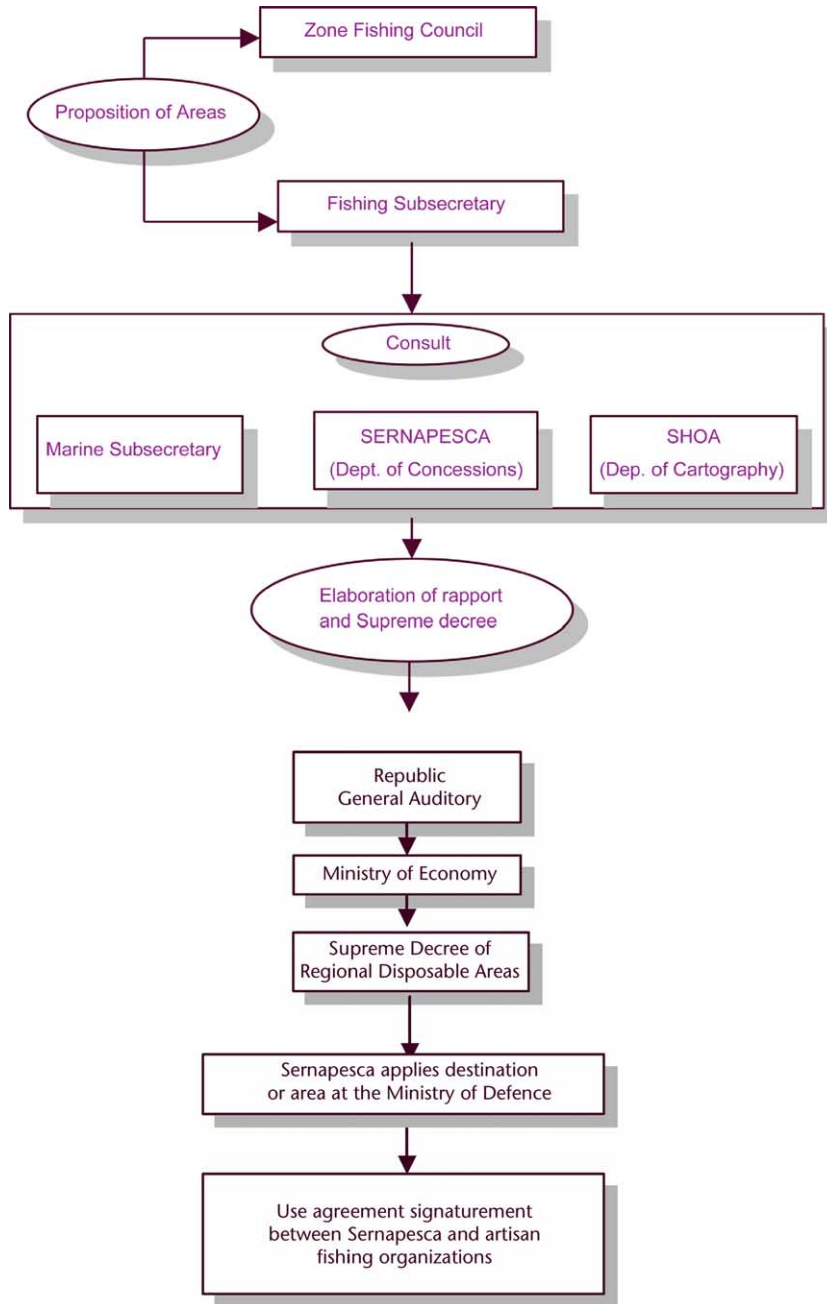 Zone Fishing Council
Proposition of Areas
Fishing Subsecretary
Consult
Marine Subsecretary
SERNAPESCA
(Dept. of Concessions)
SHOA
(Dep. of Cartography)
Elaboration of rapport
and Supreme decree
Republic
General Auditory
Ministry of Economy
Supreme Decree of
Regional Disposable Areas
Sernapesca applies destination
or area at the Ministry of Defence
Use agreement signaturement
between Sernapesca and artisan
fishing organizations